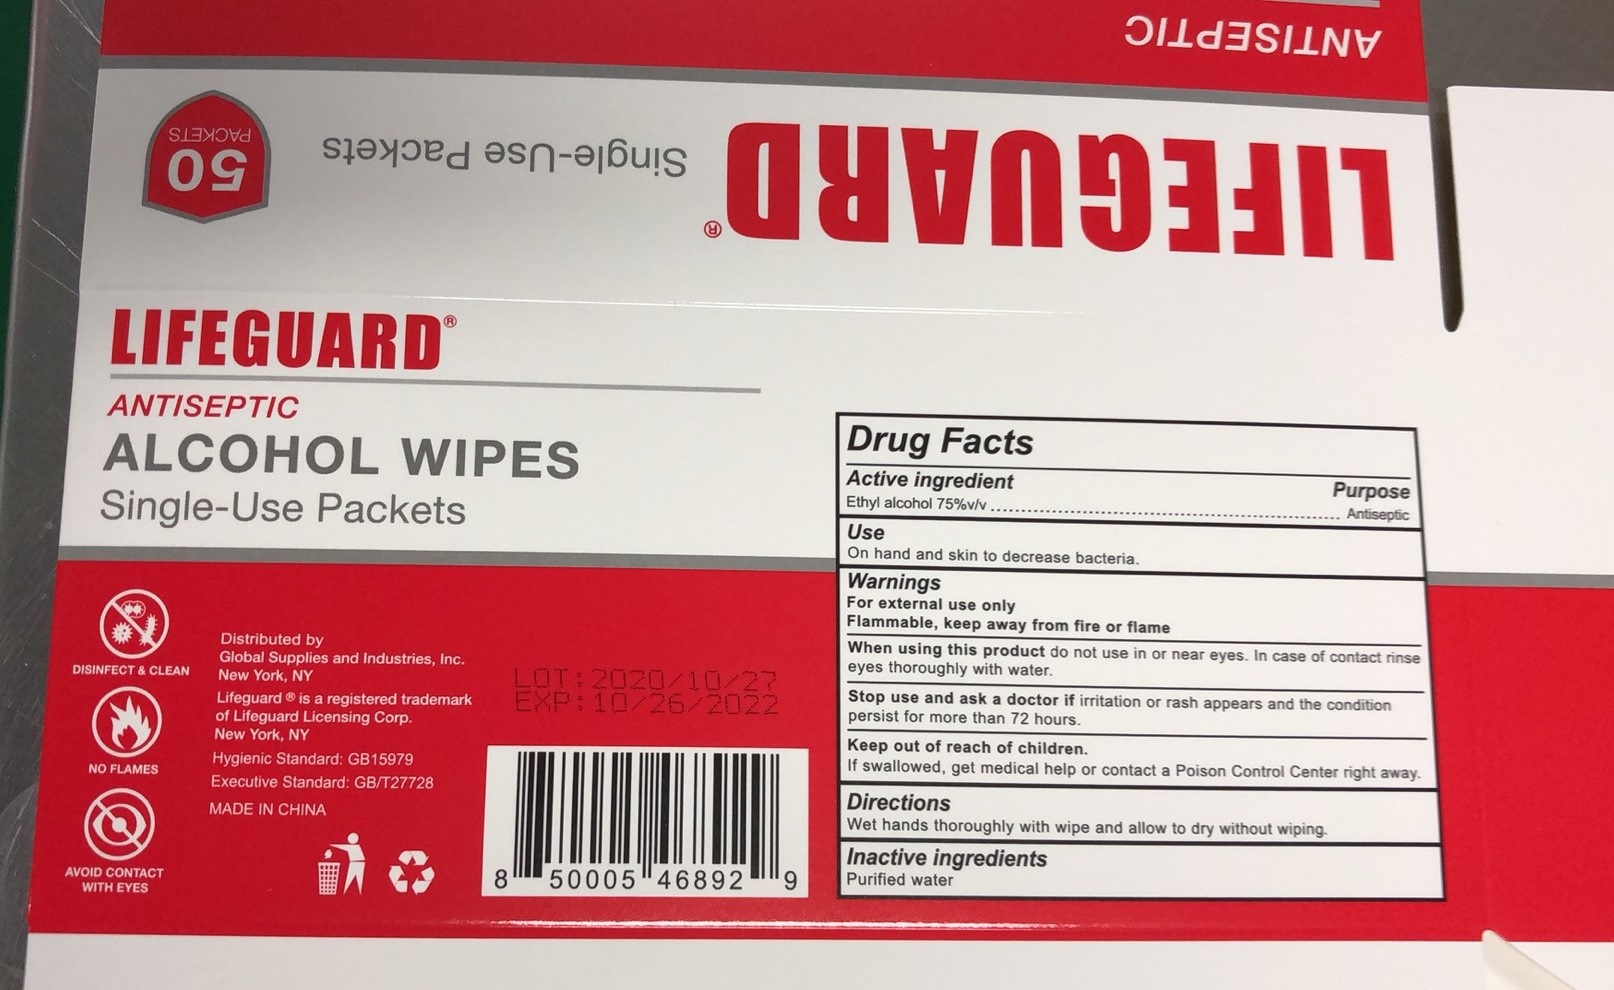 ANTISEPTIC
LIFEGUARD®
Single-Use Packets
50
PACKETS
LIFEGUARD®
ANTISEPTIC
ALCOHOL WIPES
Single-Use Packets
DISINFECT & CLEAN
NO FLAMES
AVOID CONTACT
WITH EYES
Distributed by
Global Supplies and Industries, Inc.
New York, NY
Lifeguard ® is a registered trademark
of Lifeguard Licensing Corp.
New York, NY
Hygienic Standard: GB15979
Executive Standard: GB/T27728
MADE IN CHINA
LOT:2020/10/27
EXP:10/26/2022
8 50005 46892 9
Drug Facts
Active ingredient Purpose
Ethyl alcohol 75%v/v ........................................................ Antiseptic
Use
On hand and skin to decrease bacteria.
Warnings
For external use only
Flammable, keep away from fire or flame
When using this product do not use in or near eyes. In case of contact rinse
eyes thoroughly with water.
Stop use and ask a doctor if irritation or rash appears and the condition
persist for more than 72 hours.
Keep out of reach of children.
If swallowed, get medical help or contact a Poison Control Center right away.
Directions
Wet hands thoroughly with wipe and allow to dry without wiping.
Inactive ingredients
Purified water